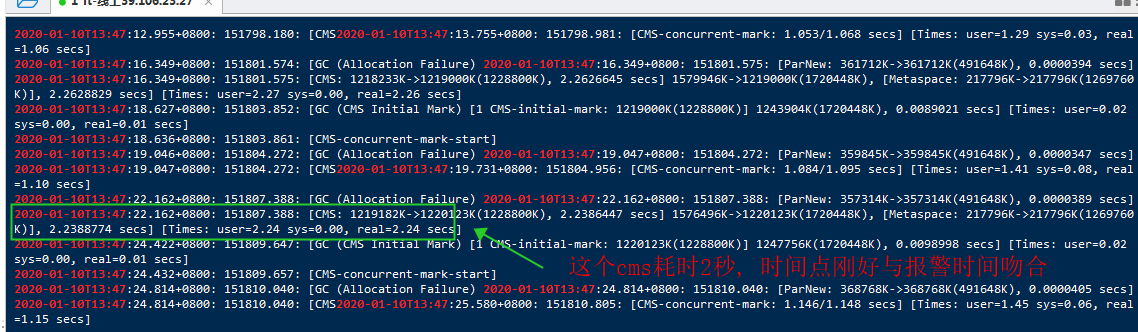 1 rt-线上39.106.23.27
2020-01-10T13:47:12.955+0800: 151798.180: [CMS2020-01-10T13:47:13.755+0800: 151798.981: [CMS-concurrent-mark: 1.053/1.068 secs] [Times: user=1.29 sys=0.03, real
=1.06 secs]
2020-01-10T13:47:16.349+0800: 151801.574: [GC (Allocation Failure) 2020-01-10T13:47:16.349+0800: 151801.575: [ParNew: 361712K->361712K(491648K), 0.0000394 secs]
2020-01-10T13:47:16.349+0800: 151801.575: [CMS: 1218233K->1219000K(1228800K), 2.2626645 secs] 1579946K->1219000K(1720448K), [Metaspace: 217796K->217796K(1269760
K)], 2.2628829 secs] [Times: user=2.27 sys=0.00, real=2.26 secs]
2020-01-10T13:47:18.627+0800: 151803.852: [GC (CMS Initial Mark) [1 CMS-initial-mark: 1219000K(1228800K)] 1243904K(1720448K), 0.0089021 secs] [Times: user=0.02
sys=0.00, real=0.01 secs]
2020-01-10T13:47:18.636+0800: 151803.861: [CMS-concurrent-mark-start]
2020-01-10T13:47:19.046+0800: 151804.272: [GC (Allocation Failure) 2020-01-10T13:47:19.047+0800: 151804.272: [ParNew: 359845K->359845K(491648K), 0.0000347 secs]
2020-01-10T13:47:19.047+0800: 151804.272: [CMS2020-01-10T13:47:19.731+0800: 151804.956: [CMS-concurrent-mark: 1.084/1.095 secs] [Times: user=1.41 sys=0.08, real
=1.10 secs]
2020-01-10T13:47:22.162+0800: 151807.388: [GC (Allocation Failure) 2020-01-10T13:47:22.162+0800: 151807.388: [ParNew: 357314K->357314K(491648K), 0.0000389 secs]
2020-01-10T13:47:22.162+0800: 151807.388: [CMS: 1219182K->1220123K(1228800K), 2.2386447 secs] 1576496K->1220123K(1720448K), [Metaspace: 217796K->217796K(1269760
K)], 2.2388774 secs] [Times: user=2.24 sys=0.00, real=2.24 secs]
2020-01-10T13:47:24.422+0800: 151809.647: [GC (CMS Initial Mark) [1 CMS-initial-mark: 1220123K(1228800K)] 1247756K(1720448K), 0.0098998 secs] [Times: user=0.02
sys=0.00, real=0.01 secs]
这个cms耗时2秒，时间点刚好与报警时间吻合
2020-01-10T13:47:24.432+0800: 151809.657: [CMS-concurrent-mark-start]
2020-01-10T13:47:24.814+0800: 151810.040: [GC (Allocation Failure) 2020-01-10T13:47:24.814+0800: 151810.040: [ParNew: 368768K->368768K(491648K), 0.0000405 secs]
2020-01-10T13:47:24.814+0800: 151810.040: [CMS2020-01-10T13:47:25.580+0800: 151810.805: [CMS-concurrent-mark: 1.146/1.148 secs] [Times: user=1.45 sys=0.06, real
=1.15 secs]